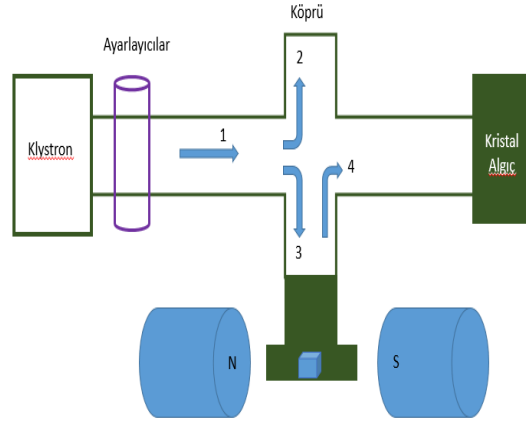 Köprü
Ayarlayıcılar
2
Klystron
1
Kristal
Algıç
4
3
N
S